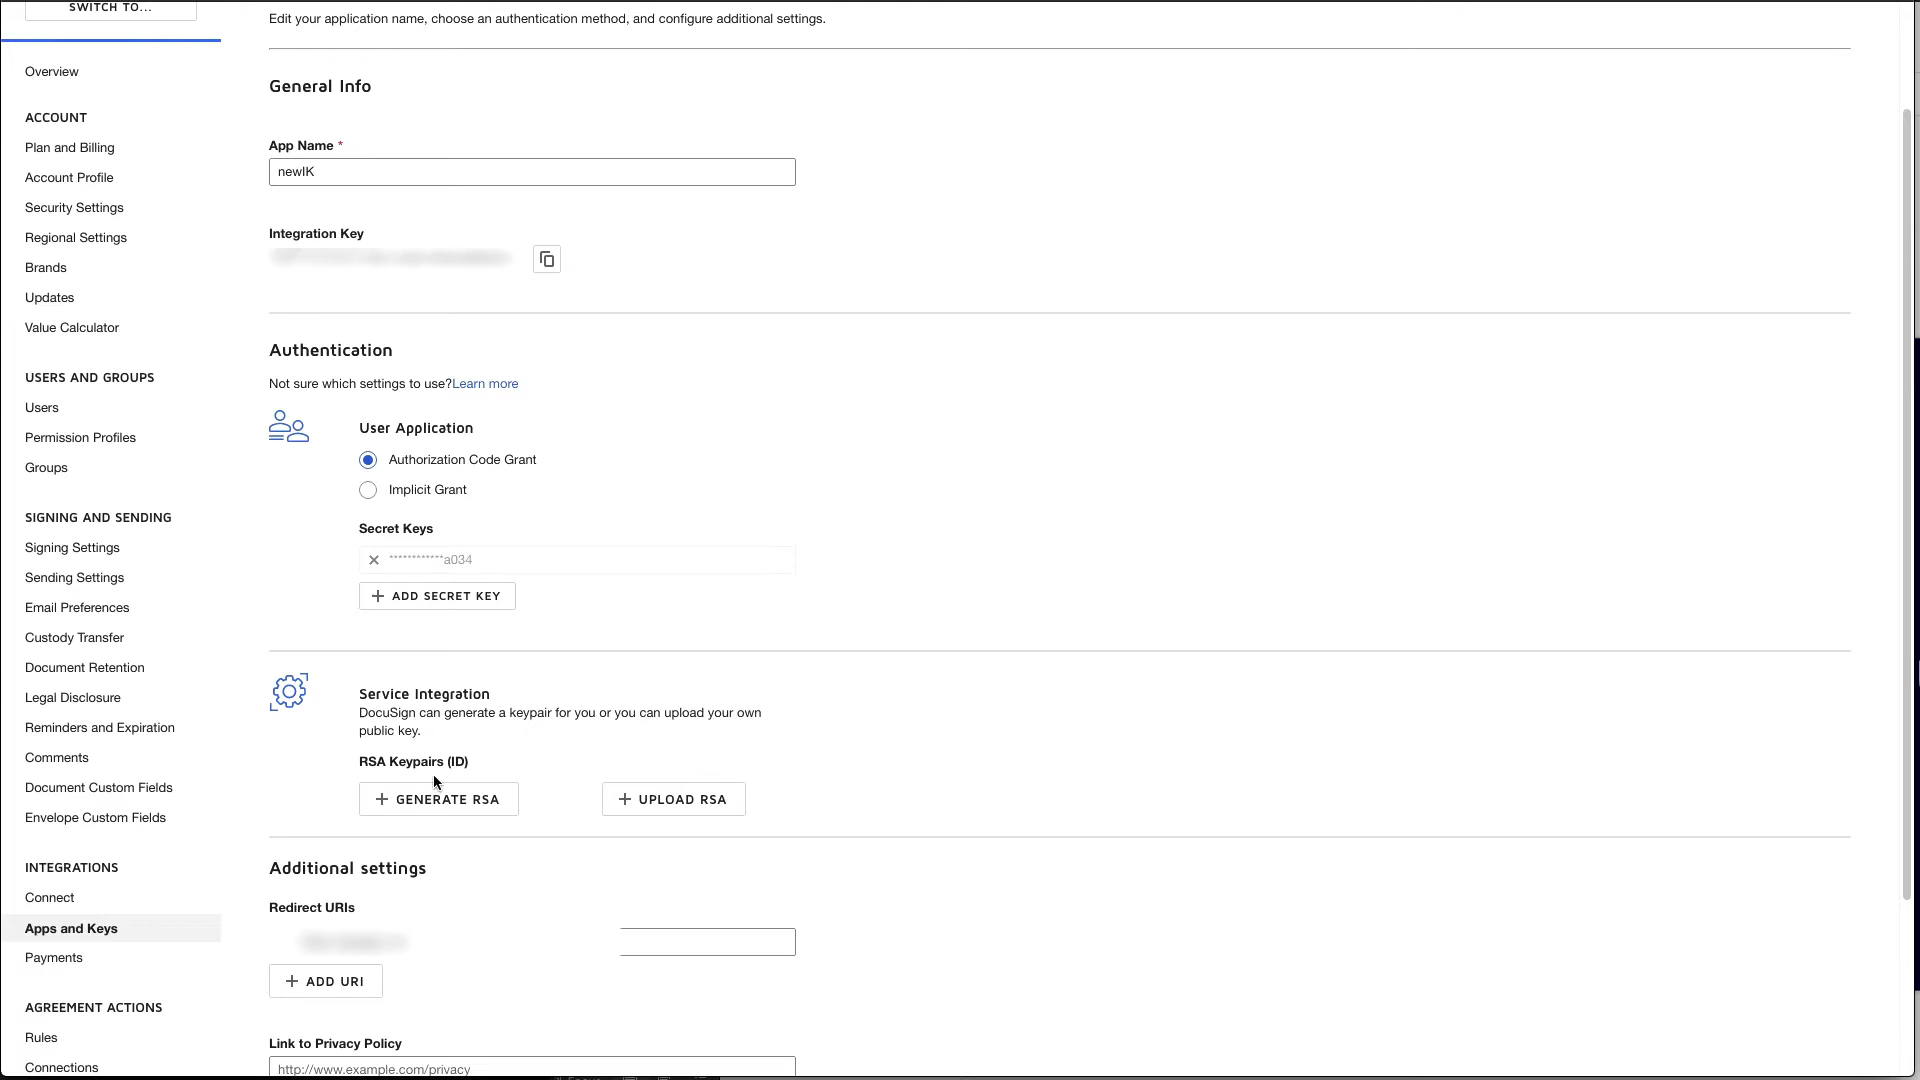 SWITCH TO...
Edit your application name, choose an authentication method, and configure additional settings.
Overview
ACCOUNT
Plan and Billing
Account Profile
Security Settings
Regional Settings
Brands
Updates
Value Calculator
USERS AND GROUPS
Users
Permission Profiles
Groups
SIGNING AND SENDING
Signing Settings
Sending Settings
Email Preferences
Custody Transfer
Document Retention
Legal Disclosure
Reminders and Expiration
Comments
Document Custom Fields
Envelope Custom Fields
INTEGRATIONS
Connect
Apps and Keys
Payments
AGREEMENT ACTIONS
Rules
Connections
General Info
App Name *
newIK
Integration Key
Authentication
Not sure which settings to use?Learn more
User Application
Authorization Code Grant
Implicit Grant
Secret Keys
************a034
ADD SECRET KEY
Service Integration
DocuSign can generate a keypair for you or you can upload your own
public key.
RSA Keypairs (ID)
GENERATE RSA
UPLOAD RSA
Additional settings
Redirect URIs
ADD URI
Link to Privacy Policy
http://www.example.com/privacy